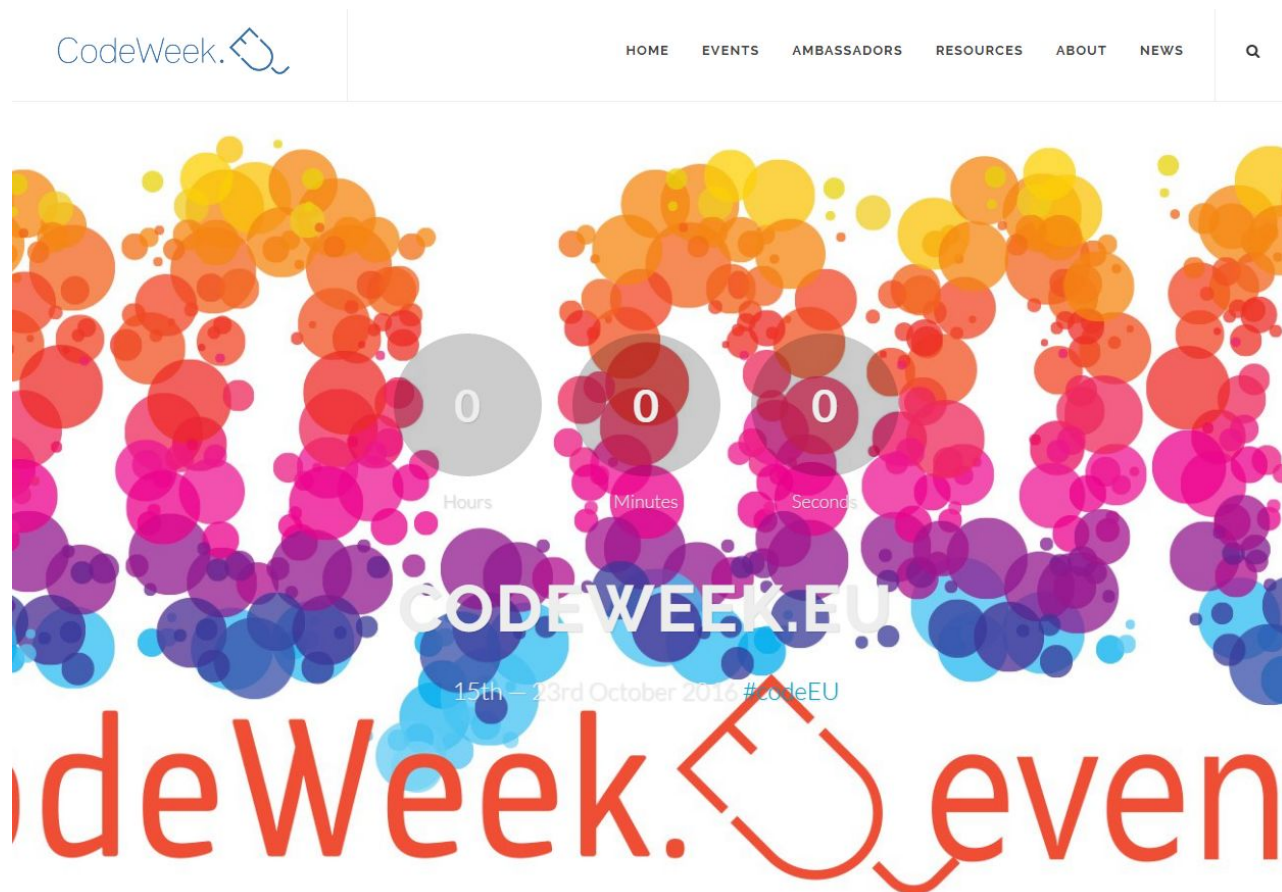 CodeWeek.
HOME EVENTS AMBASSADORS RESOURCES ABOUT NEWS
0 0 0
Hours Minutes Seconds
CODEWEEK.EU
15th — 23rd October 2016 #codeEU
odeWeek. even